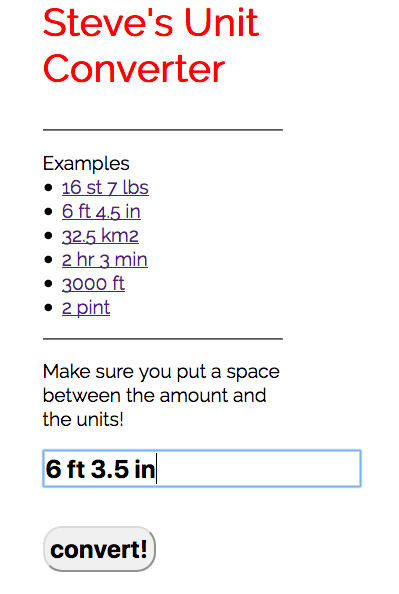 Steve's Unit
Converter
Examples
16 st 7 lbs
6 ft 4.5 in
32.5 km2
2 hr 3 min
3000 ft
2 pint
Make sure you put a space
between the amount and
the units!
6 ft 3.5 in
convert!